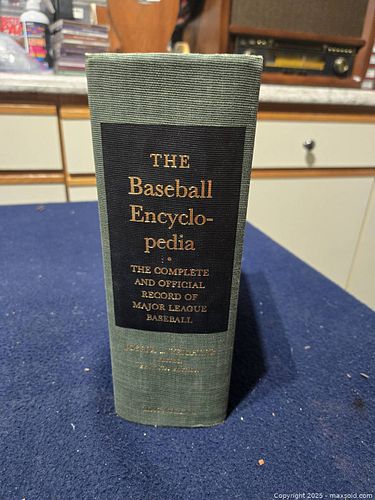 THE
Baseball
Encyclo-
pedia
THE COMPLETE
AND OFFICIAL
RECORD OF
MAJOR LEAGUE
BASEBALL
Copyright 2025 - maxsold.com